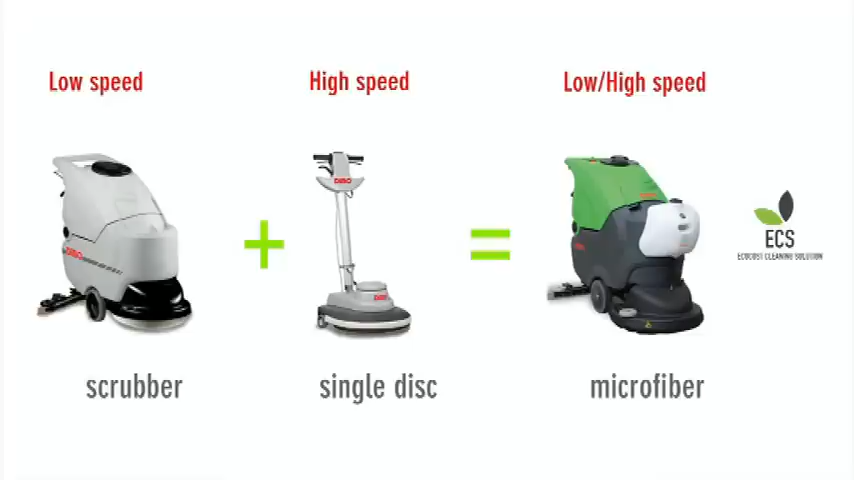 Low speed
High speed
Low/High speed
ECS
ECOCOST CLEANING SOLUTION
scrubber
single disc
microfiber